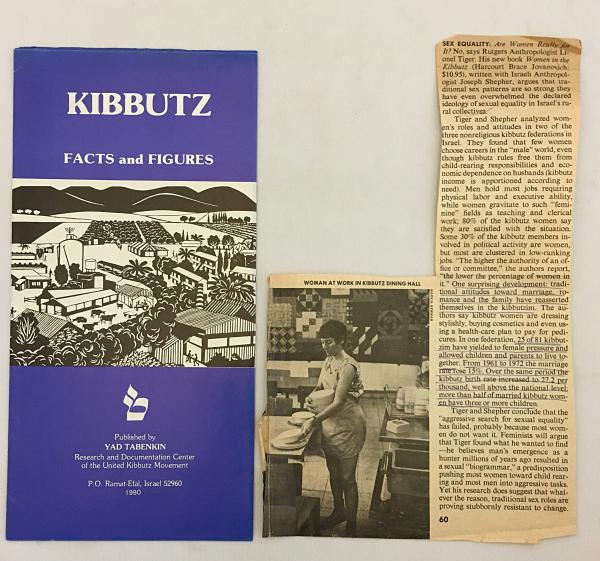 KIBBUTZ
FACTS and FIGURES
Published by
YAD TABENKIN
Research and Documentation Center
of the United Kibbutz Movement
P.O. Ramat-Efal, Israel 52960
1990
WOMAN AT WORK IN KIBBUTZ DINING HALL
SEX EQUALITY: Are Women Really for
It? No, says Rutgers Anthropologist Li-
onel Tiger. His new book Women in the
Kibbutz (Harcourt Brace Jovanovich;
$10.95), written with Israeli Anthropol-
ogist Joseph Shepher, argues that tra-
ditional sex patterns are so strong they
have even overwhelmed the declared
ideology of sexual equality in Israel's ru-
ral collectives.
Tiger and Shepher analyzed wom-
en's roles and attitudes in two of the
three nonreligious kibbutz federations in
Israel. They found that few women
choose careers in the "male" world, even
though kibbutz rules free them from
child-rearing responsibilities and eco-
nomic dependence on husbands (kibbutz
income is apportioned according to
need). Men hold most jobs requiring
physical labor and executive ability,
while women gravitate to such "femi-
nine" fields as teaching and clerical
work; 80% of the kibbutz women say
they are satisfied with the situation.
Some 30% of the kibbutz members in-
volved in political activity are women,
but most are clustered in low-ranking
jobs. "The higher the authority of an of-
fice or committee," the authors report,
"the lower the percentage of women in
it." One surprising development: tradi-
tional attitudes toward marriage, ro-
mance and the family have reasserted
themselves in the kibbutzim. The au-
thors say kibbutz women are dressing
stylishly, buying cosmetics and even us-
ing a health-care plan to pay for pedi-
cures. In one federation, 25 of 81 kibbut-
zim have yielded to female pressure and
allowed children and parents to live to-
gether. From 1961 to 1972 the marriage
rate rose 15%. Over the same period the
kibbutz birth rate increased to 27.2 per
thousand, well above the national level;
more than half of married kibbutz wom-
en have three or more children.
Tiger and Shepher conclude that the
"aggressive search for sexual equality"
has failed, probably because most wom-
en do not want it. Feminists will argue
that Tiger found what he wanted to find
—he believes man's emergence as a
hunter millions of years ago resulted in
a sexual "biogrammar," a predisposition
pushing most women toward child rear-
ing and most men into aggressive tasks.
Yet his research does suggest that what-
ever the reason, traditional sex roles are
proving stubbornly resistant to change.
60